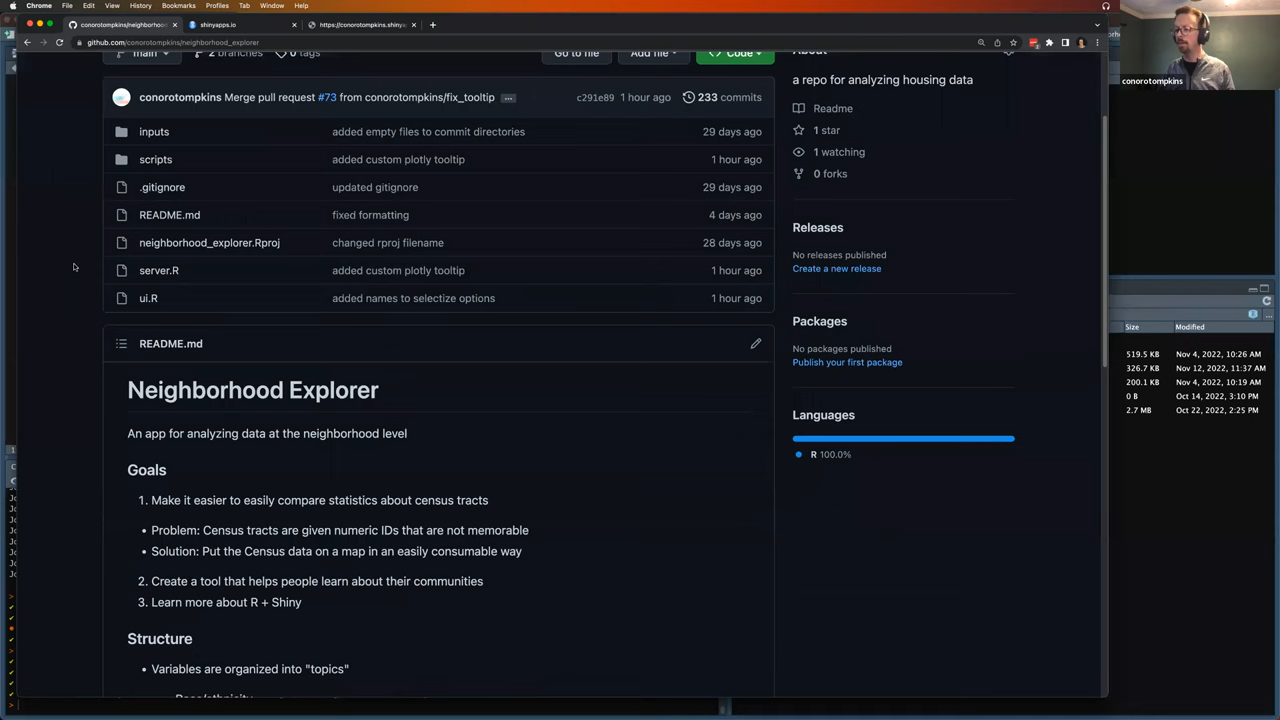 Chrome File Edit View History Bookmarks Profiles Tab Window Help
conorotompkins/neighborhood_
shinyapps.io
https://conorotompkins.shinya
github.com/conorotompkins/neighborhood_explorer
main
2 branches
0 tags
Go to file
Add file
Code
About
conorotompkins Merge pull request #73 from conorotompkins/fix_tooltip ... c291e89 1 hour ago 233 commits
inputs added empty files to commit directories 29 days ago
scripts added custom plotly tooltip 1 hour ago
.gitignore updated gitignore 29 days ago
README.md fixed formatting 4 days ago
neighborhood_explorer.Rproj changed rproj filename 28 days ago
server.R added custom plotly tooltip 1 hour ago
ui.R added names to selectize options 1 hour ago
README.md
Neighborhood Explorer
An app for analyzing data at the neighborhood level
Goals
1. Make it easier to easily compare statistics about census tracts
• Problem: Census tracts are given numeric IDs that are not memorable
• Solution: Put the Census data on a map in an easily consumable way
2. Create a tool that helps people learn about their communities
3. Learn more about R + Shiny
Structure
• Variables are organized into "topics"
Race/ethnicity
a repo for analyzing housing data
Readme
1 star
1 watching
0 forks
Releases
No releases published
Create a new release
Packages
No packages published
Publish your first package
Languages
R 100.0%
conorotompkins
Size Modified
519.5 KB Nov 4, 2022, 10:26 AM
326.7 KB Nov 12, 2022, 11:37 AM
200.1 KB Nov 4, 2022, 10:19 AM
0 B Oct 14, 2022, 3:10 PM
2.7 MB Oct 22, 2022, 2:25 PM